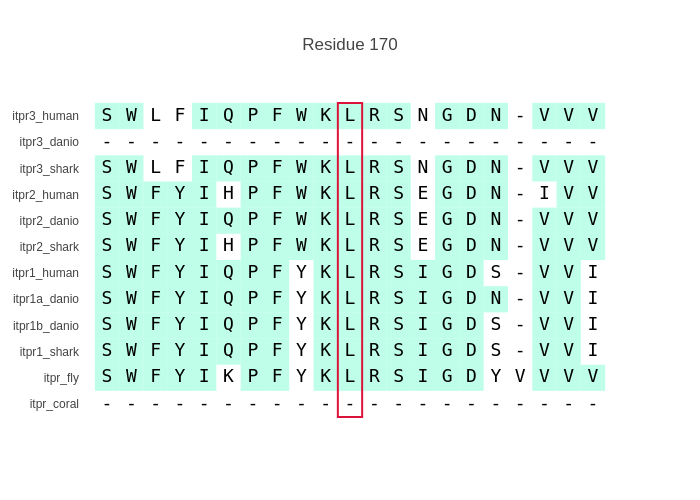 Residue 170
itpr3_human S W L F I Q P F W K L R S N G D N - V V V
itpr3_danio - - - - - - - - - - - - - - - - - - - - -
itpr3_shark S W L F I Q P F W K L R S N G D N - V V V
itpr2_human S W F Y I H P F W K L R S E G D N - I V V
itpr2_danio S W F Y I Q P F W K L R S E G D N - V V V
itpr2_shark S W F Y I H P F W K L R S E G D N - V V V
itpr1_human S W F Y I Q P F Y K L R S I G D S - V V I
itpr1a_danio S W F Y I Q P F Y K L R S I G D N - V V I
itpr1b_danio S W F Y I Q P F Y K L R S I G D S - V V I
itpr1_shark S W F Y I Q P F Y K L R S I G D S - V V I
itpr_fly S W F Y I K P F Y K L R S I G D Y V V V V
itpr_coral - - - - - - - - - - - - - - - - - - - - -